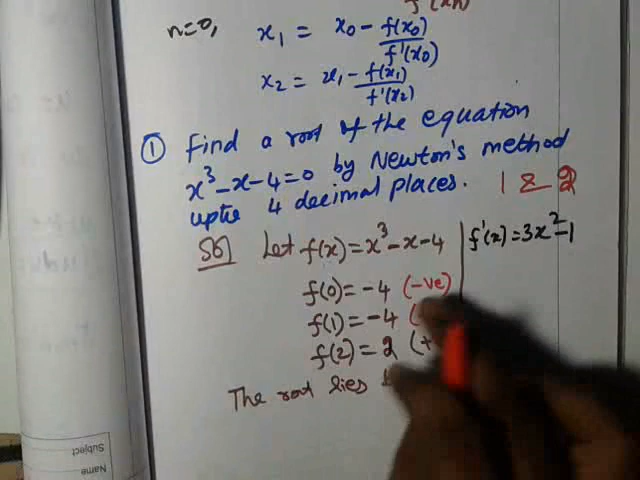 n=0, x₁ = x₀ - f(x₀)/f'(x₀)
x₂ = x₁ - f(x₁)/f'(x₂)
① Find a root of the equation
x³-x-4=0 by Newton's method
upto 4 decimal places. 1 & 2
Sol Let f(x)=x³-x-4 | f'(x)=3x²-1
f(0)=-4 (-ve)
f(1)=-4
f(2)=2 (+
The root lies
Subject
Name